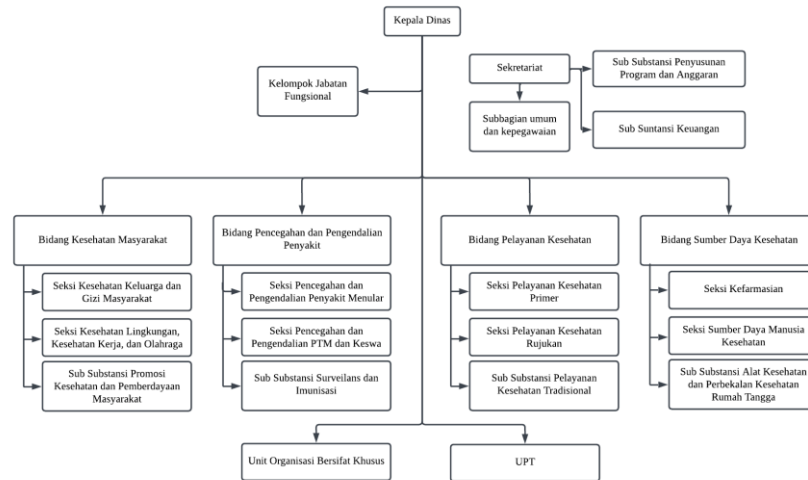 Kepala Dinas
Kelompok Jabatan
Fungsional
Sekretariat
Sub Substansi Penyusunan
Program dan Anggaran
Subbagian umum
dan kepegawaian
Sub Suntansi Keuangan
Bidang Kesehatan Masyarakat
Bidang Pencegahan dan Pengendalian
Penyakit
Bidang Pelayanan Kesehatan
Bidang Sumber Daya Kesehatan
Seksi Kesehatan Keluarga dan
Gizi Masyarakat
Seksi Kesehatan Lingkungan,
Kesehatan Kerja, dan Olahraga
Sub Substansi Promosi
Kesehatan dan Pemberdayaan
Masyarakat
Seksi Pencegahan dan
Pengendalian Penyakit Menular
Seksi Pencegahan dan
Pengendalian PTM dan Keswa
Sub Substansi Surveilans dan
Imunisasi
Seksi Pelayanan Kesehatan
Primer
Seksi Pelayanan Kesehatan
Rujukan
Sub Substansi Pelayanan
Kesehatan Tradisional
Seksi Kefarmasian
Seksi Sumber Daya Manusia
Kesehatan
Sub Substansi Alat Kesehatan
dan Perbekalan Kesehatan
Rumah Tangga
Unit Organisasi Bersifat Khusus
UPT